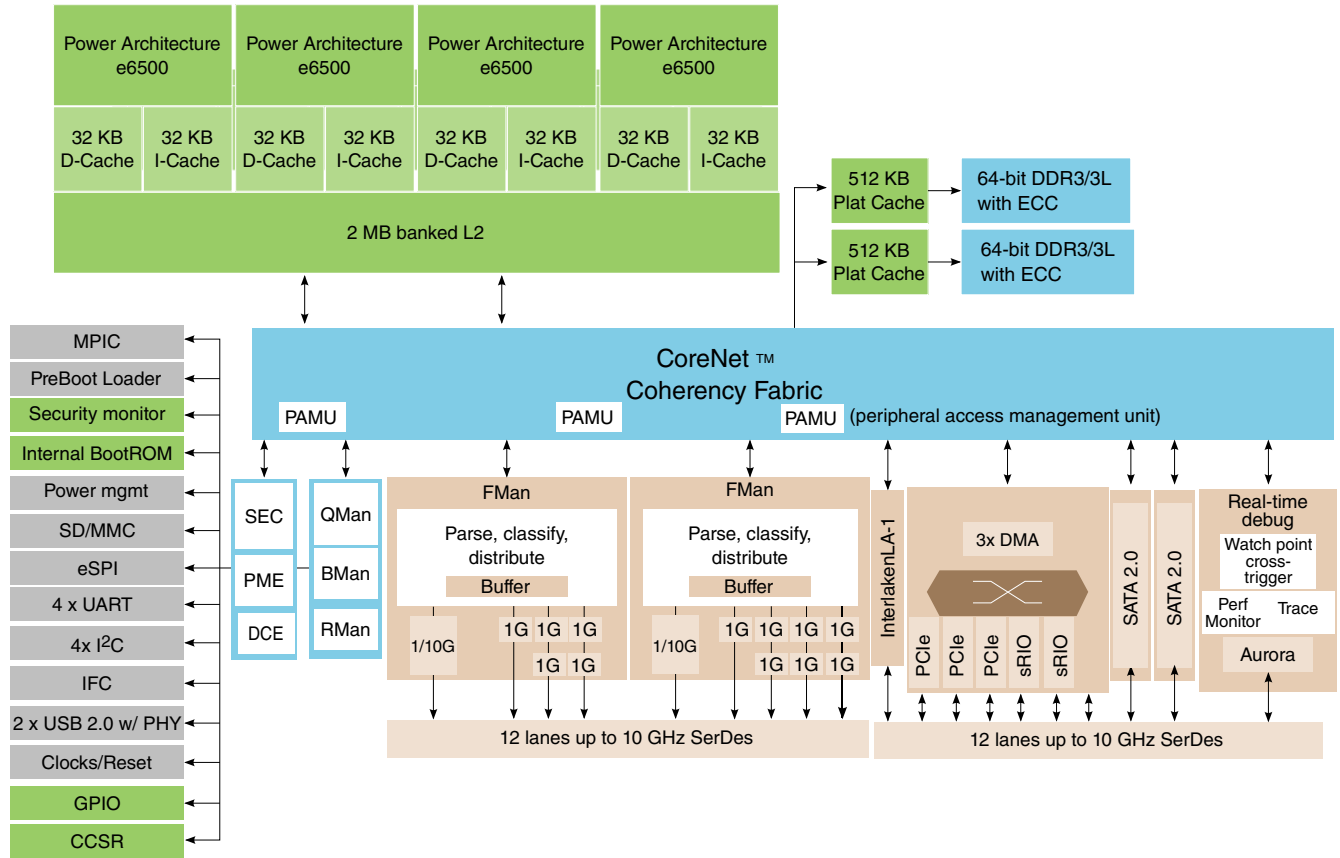 Power Architecture
e6500
Power Architecture
e6500
Power Architecture
e6500
Power Architecture
e6500
32 KB
D-Cache
32 KB
I-Cache
32 KB
D-Cache
32 KB
I-Cache
32 KB
D-Cache
32 KB
I-Cache
32 KB
D-Cache
32 KB
I-Cache
2 MB banked L2
512 KB
Plat Cache
64-bit DDR3/3L
with ECC
512 KB
Plat Cache
64-bit DDR3/3L
with ECC
MPIC
PreBoot Loader
Security monitor
Internal BootROM
Power mgmt
SD/MMC
eSPI
4 x UART
4x I²C
IFC
2 x USB 2.0 w/ PHY
Clocks/Reset
GPIO
CCSR
CoreNet TM
Coherency Fabric
PAMU
PAMU
PAMU (peripheral access management unit)
SEC
PME
DCE
QMan
BMan
RMan
FMan
Parse, classify,
distribute
Buffer
1/10G
1G 1G 1G
1G 1G
FMan
Parse, classify,
distribute
Buffer
1/10G
1G 1G 1G 1G
1G 1G 1G
12 lanes up to 10 GHz SerDes
InterlakenLA-1
3x DMA
PCIe
PCIe
PCIe
sRIO
sRIO
SATA 2.0
SATA 2.0
Real-time
debug
Watch point
cross-
trigger
Perf
Monitor
Trace
Aurora
12 lanes up to 10 GHz SerDes